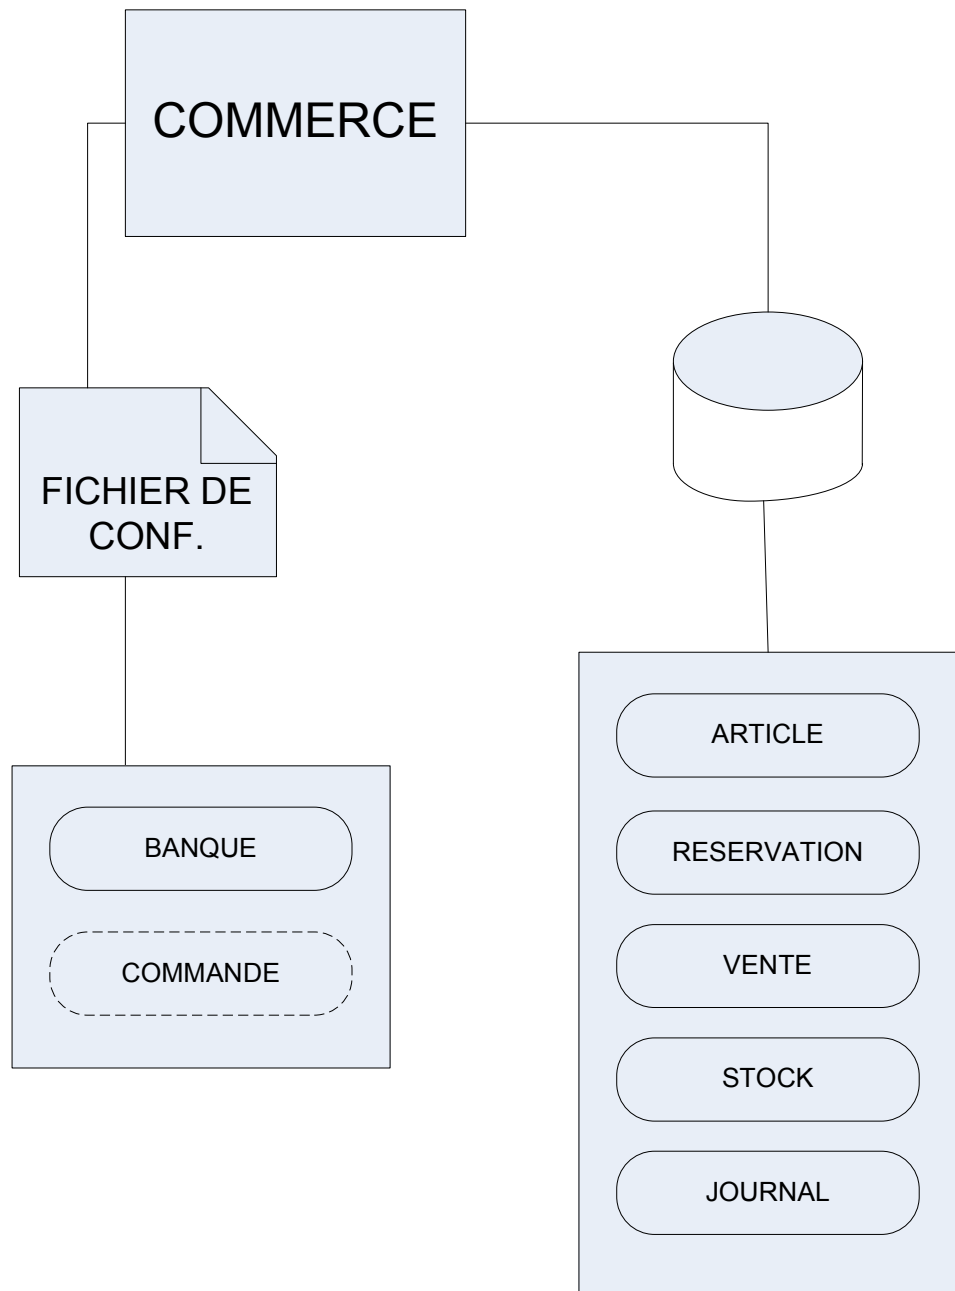 COMMERCE
FICHIER DE
CONF.
BANQUE
COMMANDE
ARTICLE
RESERVATION
VENTE
STOCK
JOURNAL